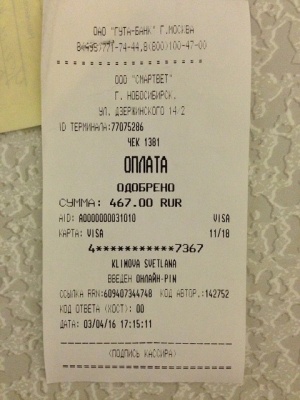 ОАО "ГУТА-БАНК" Г.МОСКВА
8(495)771-74-44,8(800)100-47-00
ООО "СМАРТВЕТ"
Г. НОВОСИБИРСК,
УЛ. ДЗЕРЖИНСКОГО 14/2
ID ТЕРМИНАЛА:77075286
ЧЕК 1381
ОПЛАТА
ОДОБРЕНО
СУММА: 467.00 RUR
AID: A0000000031010 VISA
КАРТА: VISA 11/18
4***********7367
KLIMOVA SVETLANA
ВВЕДЕН ОНЛАЙН-PIN
ССЫЛКА RRN:609407344748 КОД АВТОР.:142752
КОД ОТВЕТА (ХОСТ): 00
ДАТА: 03/04/16 17:15:11
(ПОДПИСЬ КАССИРА)